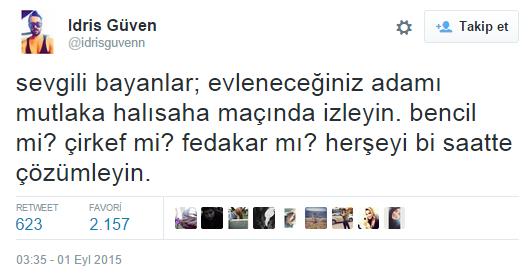 Idris Güven
@idrisguvenn
Takip et
sevgili bayanlar; evleneceğiniz adamı
mutlaka halısaha maçında izleyin. bencil
mi? çirkef mi? fedakar mı? herşeyi bi saatte
çözümleyin.
RETWEET FAVORİ
623 2.157
03:35 - 01 Eyl 2015